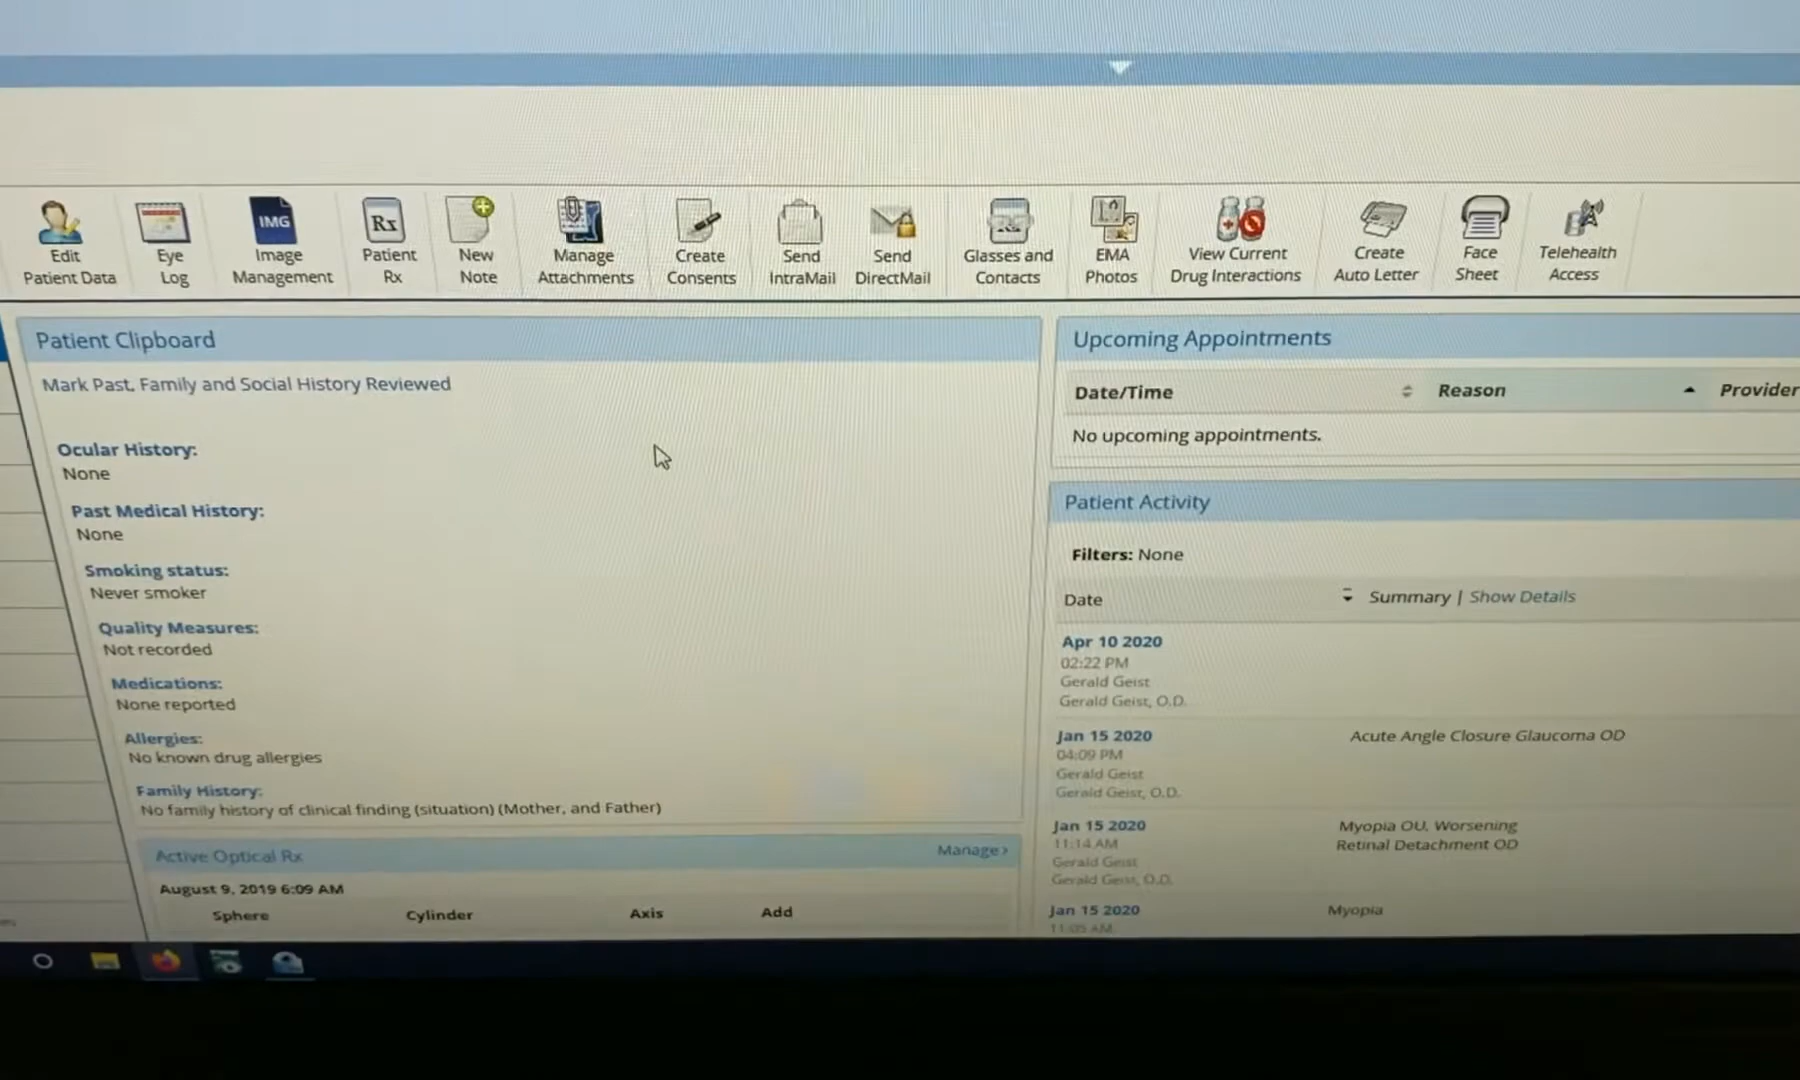 Edit
Patient Data
Eye
Log
IMG
Image
Management
Rx
Patient
Rx
New
Note
Manage
Attachments
Create
Consents
Send
IntraMail
Send
DirectMail
Glasses and
Contacts
EMA
Photos
View Current
Drug Interactions
Create
Auto Letter
Face
Sheet
Telehealth
Access
Patient Clipboard
Mark Past, Family and Social History Reviewed
Ocular History:
None
Past Medical History:
None
Smoking status:
Never smoker
Quality Measures:
Not recorded
Medications:
None reported
Allergies:
No known drug allergies
Family History:
No family history of clinical finding (situation) (Mother, and Father)
Active Optical Rx
Manage›
August 9, 2019 6:09 AM
Sphere Cylinder Axis Add
Upcoming Appointments
Date/Time Reason Provider
No upcoming appointments.
Patient Activity
Filters: None
Date Summary | Show Details
Apr 10 2020
02:22 PM
Gerald Geist
Gerald Geist, O.D.
Jan 15 2020 Acute Angle Closure Glaucoma OD
04:09 PM
Gerald Geist
Gerald Geist, O.D.
Jan 15 2020 Myopia OU, Worsening
11:14 AM Retinal Detachment OD
Gerald Geist
Gerald Geist, O.D.
Jan 15 2020 Myopia
11:05 AM